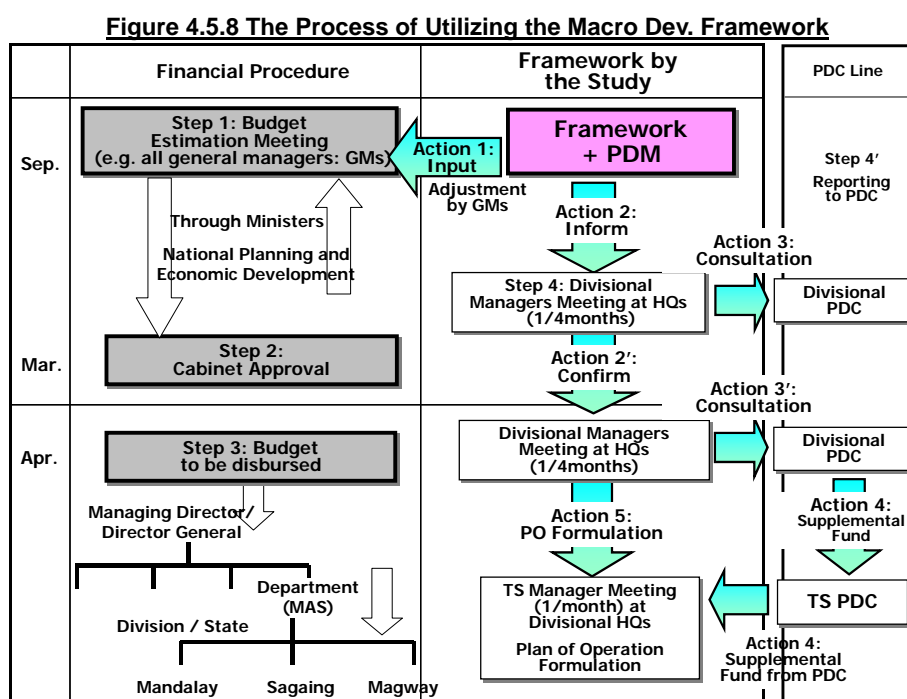 Figure 4.5.8 The Process of Utilizing the Macro Dev. Framework
Financial Procedure
Framework by
the Study
PDC Line
Sep.
Step 1: Budget
Estimation Meeting
(e.g. all general managers: GMs)
Action 1:
Input
Adjustment
by GMs
Framework
+ PDM
Step 4'
Reporting
to PDC
Through Ministers
National Planning and
Economic Development
Action 2:
Inform
Action 3:
Consultation
Step 4: Divisional
Managers Meeting at HQs
(1/4months)
Divisional
PDC
Mar.
Step 2:
Cabinet Approval
Action 2':
Confirm
Action 3':
Consultation
Apr.
Step 3: Budget
to be disbursed
Divisional Managers
Meeting at HQs
(1/4months)
Divisional
PDC
Managing Director/
Director General
Action 5:
PO Formulation
Action 4:
Supplemental
Fund
Department
(MAS)
Division / State
Mandalay
Sagaing
Magway
TS Manager Meeting
(1/month) at
Divisional HQs
Plan of Operation
Formulation
TS PDC
Action 4:
Supplemental
Fund from PDC